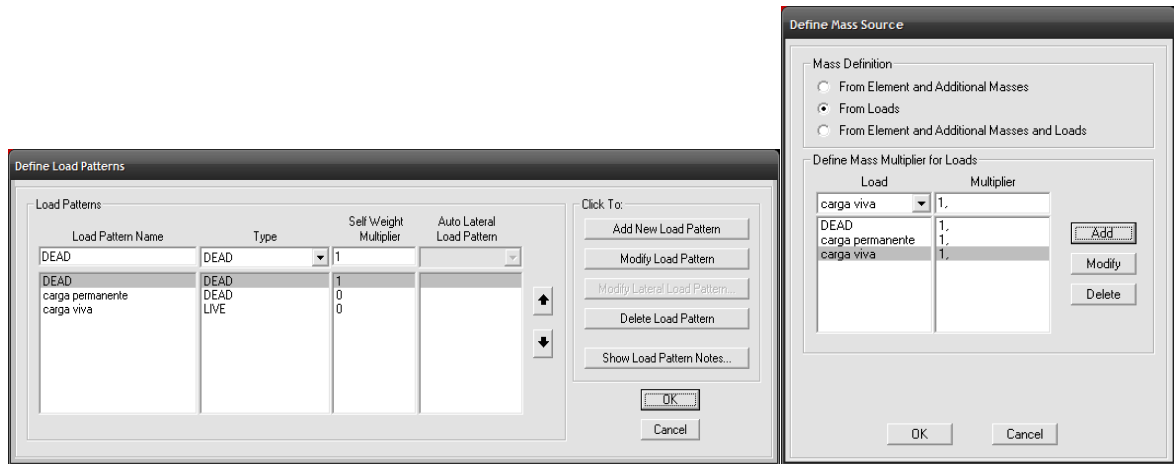 Define Load Patterns
Load Patterns
Load Pattern Name
Type
Self Weight
Multiplier
Auto Lateral
Load Pattern
DEAD
DEAD
1
DEAD DEAD 1
carga permanente DEAD 0
carga viva LIVE 0
Click To:
Add New Load Pattern
Modify Load Pattern
Modify Lateral Load Pattern...
Delete Load Pattern
Show Load Pattern Notes...
OK
Cancel
Define Mass Source
Mass Definition
From Element and Additional Masses
From Loads
From Element and Additional Masses and Loads
Define Mass Multiplier for Loads
Load Multiplier
carga viva 1,
DEAD 1,
carga permanente 1,
carga viva 1,
Add
Modify
Delete
OK
Cancel